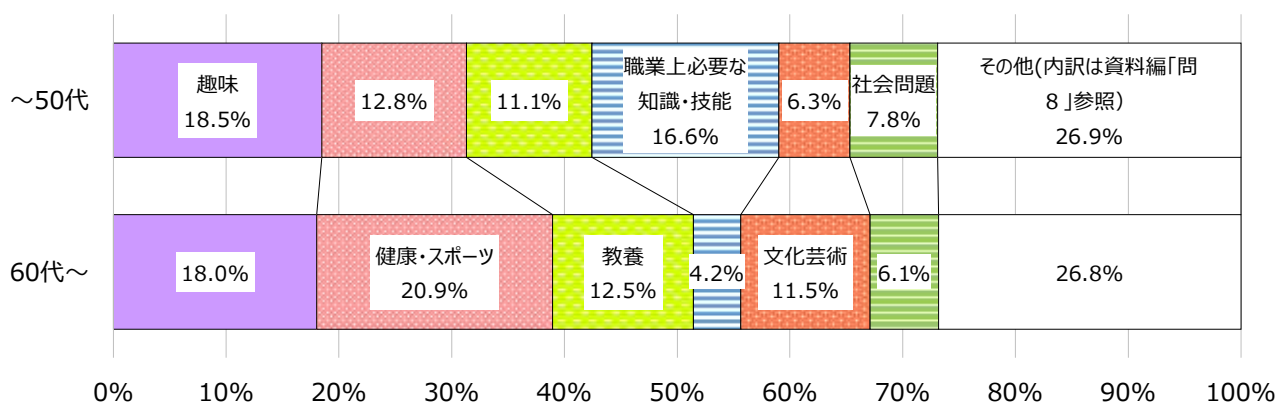 ～50代
趣味
18.5%
12.8%
11.1%
職業上必要な
知識・技能
16.6%
6.3%
社会問題
7.8%
その他(内訳は資料編「問
8 」参照)
26.9%
60代～
18.0%
健康・スポーツ
20.9%
教養
12.5%
4.2%
文化芸術
11.5%
6.1%
26.8%
0% 10% 20% 30% 40% 50% 60% 70% 80% 90% 100%